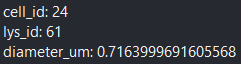 cell_id: 24
lys_id: 61
diameter_um: 0.7163999691605568